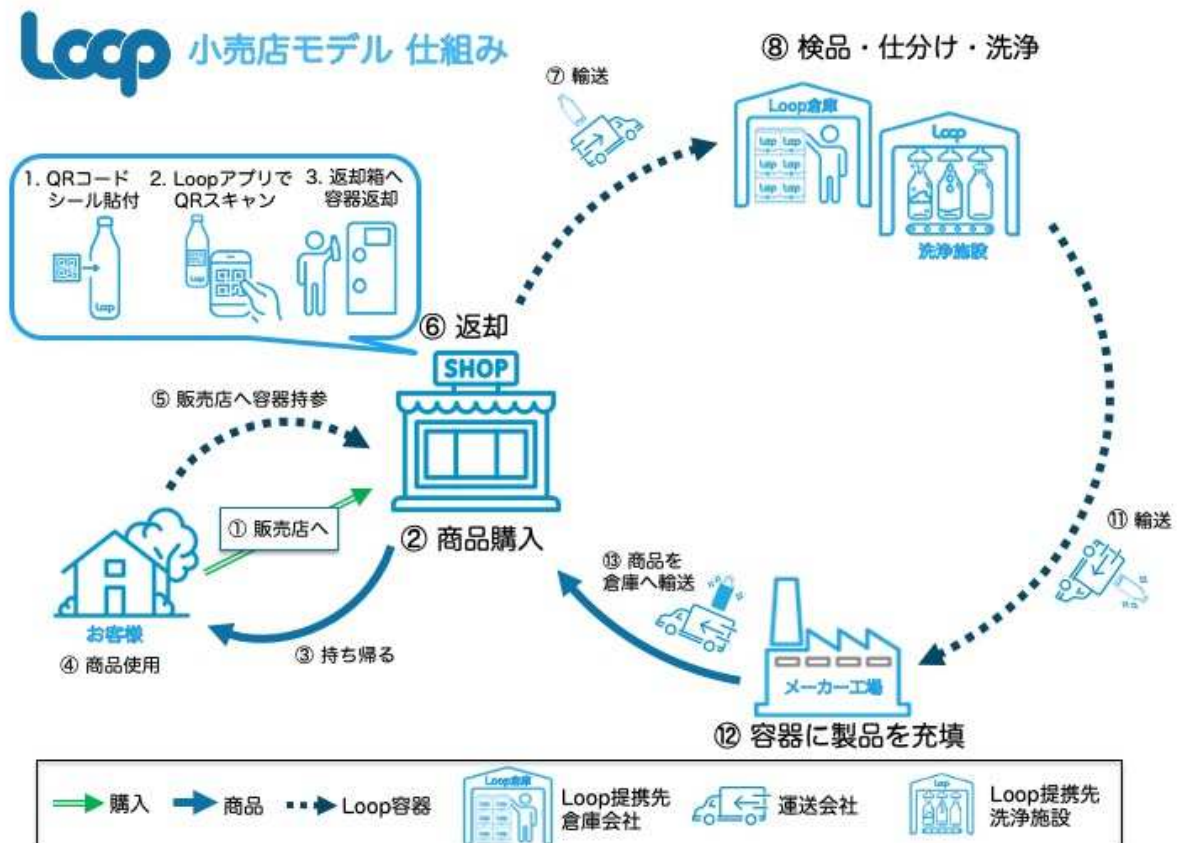 Loop 小売店モデル 仕組み
⑧ 検品・仕分け・洗浄
⑦ 輸送
Loop倉庫
Loop Loop
Loop Loop
Loop Loop
Loop
洗浄施設
1. QRコード
シール貼付
2. Loopアプリで
QRスキャン
3. 返却箱へ
容器返却
Loop
Loop
⑥ 返却
SHOP
⑤ 販売店へ容器持参
① 販売店へ
② 商品購入
お客様
④ 商品使用
③ 持ち帰る
⑪ 輸送
⑬ 商品を
倉庫へ輸送
メーカー工場
⑫ 容器に製品を充填
購入
商品
Loop容器
Loop倉庫
Loop提携先
倉庫会社
運送会社
Loop
Loop提携先
洗浄施設